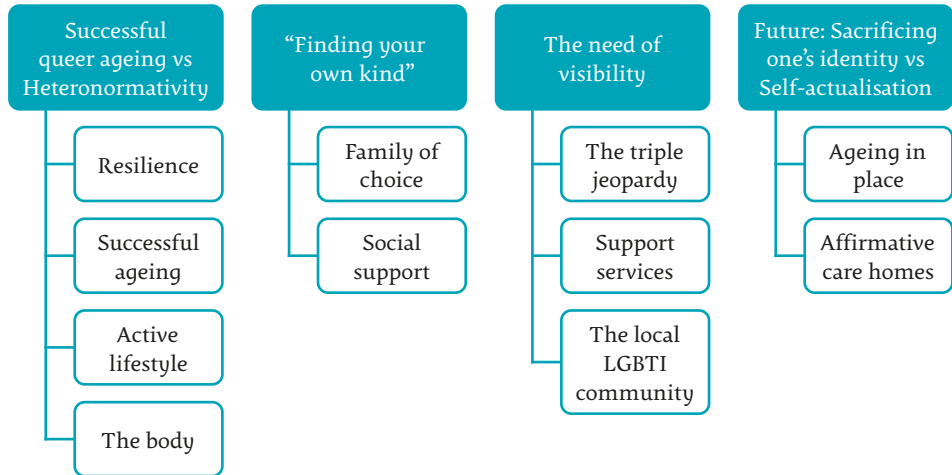 Successful
queer ageing vs
Heteronormativity
Resilience
Successful
ageing
Active
lifestyle
The body
“Finding your
own kind”
Family of
choice
Social
support
The need of
visibility
The triple
jeopardy
Support
services
The local
LGBTI
community
Future: Sacrificing
one’s identity vs
Self-actualisation
Ageing in
place
Affirmative
care homes